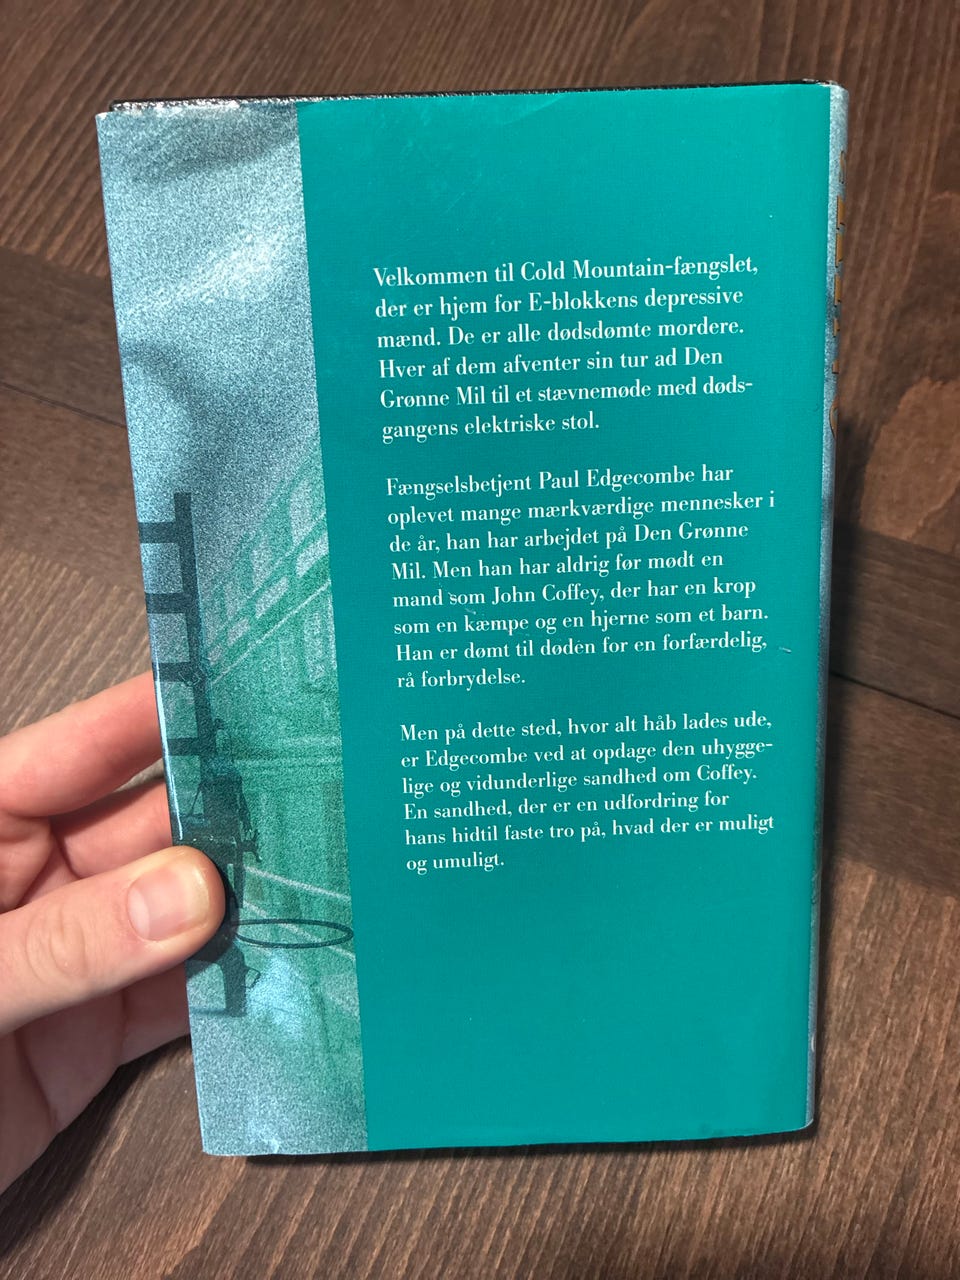 Velkommen til Cold Mountain-fængslet,
der er hjem for E-blokkens depressive
mænd. De er alle dødsdømte mordere.
Hver af dem afventer sin tur ad Den
Grønne Mil til et stævnemøde med døds-
gangens elektriske stol.
Fængselsbetjent Paul Edgecombe har
oplevet mange mærkværdige mennesker i
de år, han har arbejdet på Den Grønne
Mil. Men han har aldrig før mødt en
mand som John Coffey, der har en krop
som en kæmpe og en hjerne som et barn.
Han er dømt til døden for en forfærdelig,
rå forbrydelse.
Men på dette sted, hvor alt håb lades ude,
er Edgecombe ved at opdage den uhygge-
lige og vidunderlige sandhed om Coffey.
En sandhed, der er en udfordring for
hans hidtil faste tro på, hvad der er muligt
og umuligt.